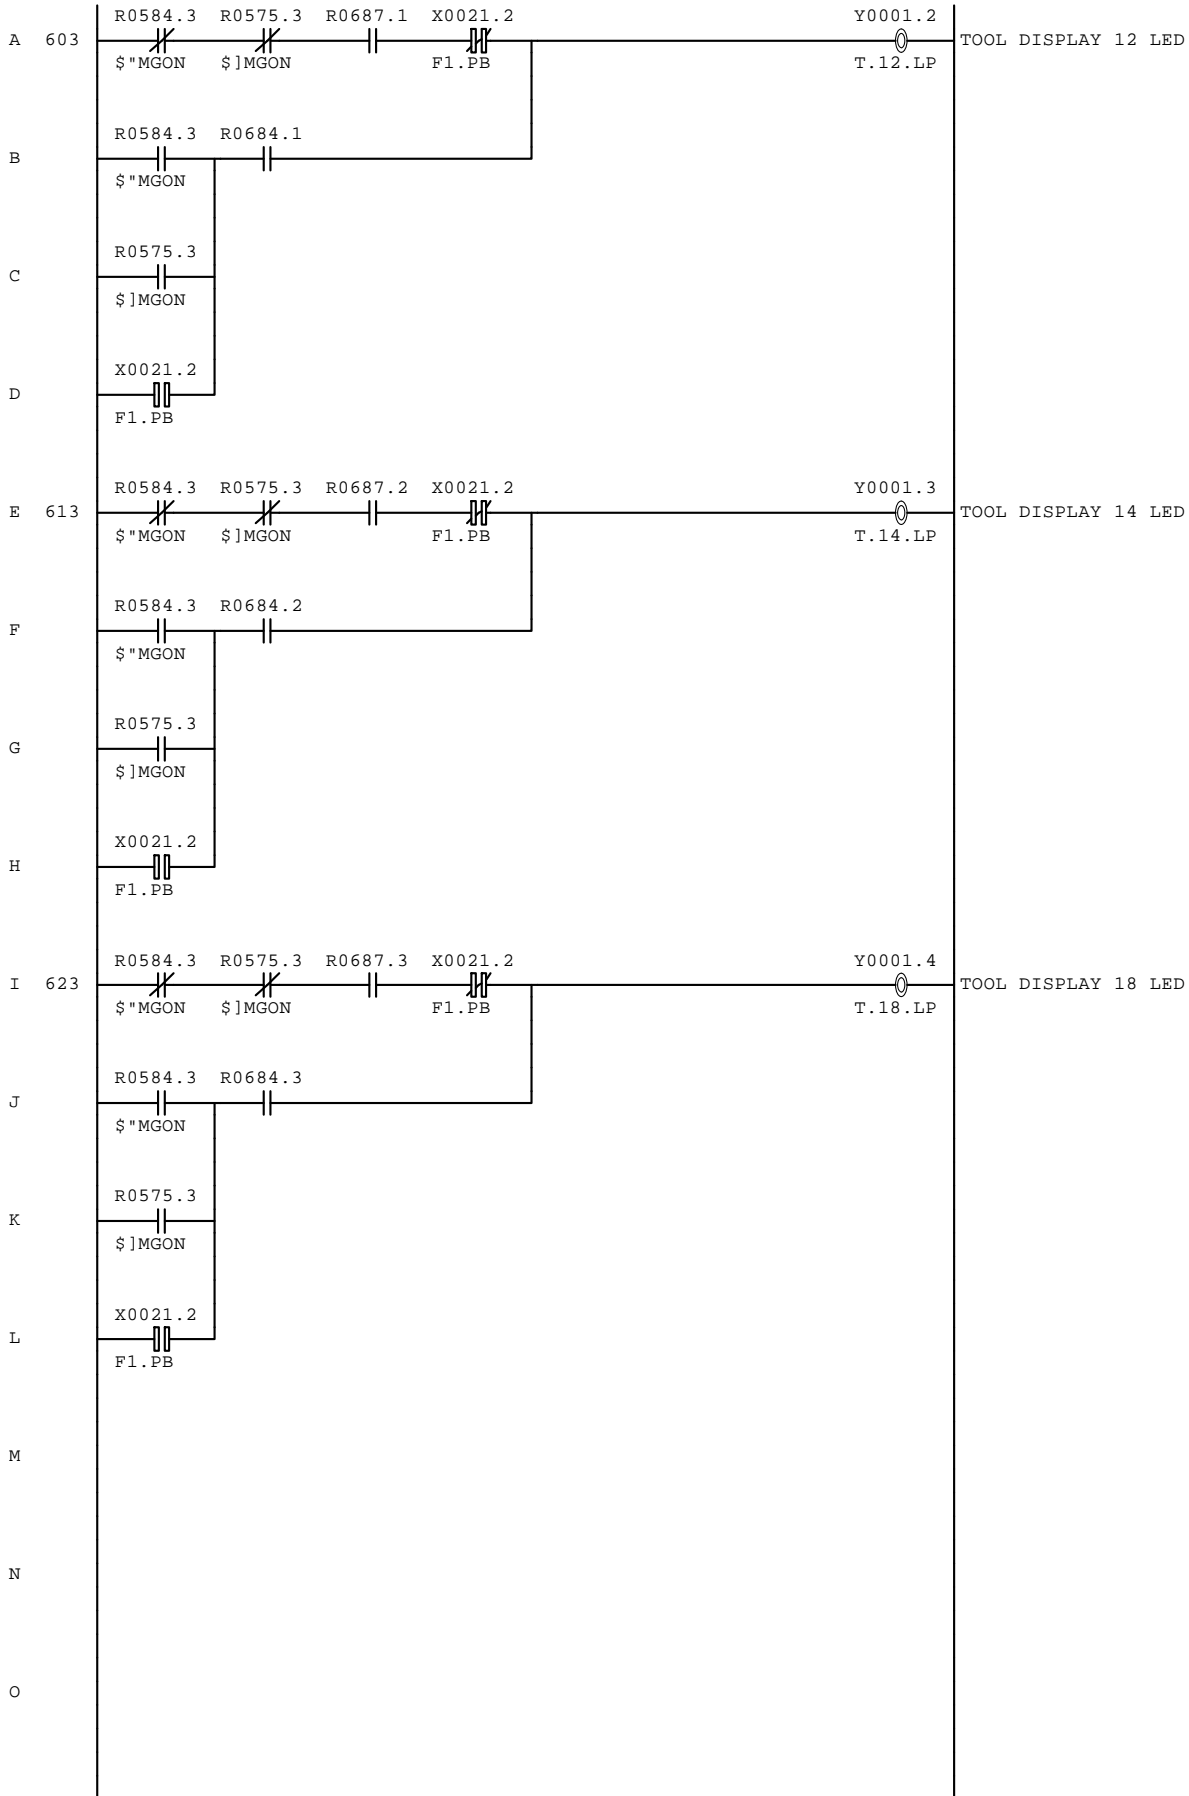 R0584.3 R0575.3 R0687.1 X0021.2 Y0001.2
A 603 TOOL DISPLAY 12 LED
$"MGON $]MGON F1.PB T.12.LP
R0584.3 R0684.1
B
$"MGON
R0575.3
C
$]MGON
X0021.2
D
F1.PB
R0584.3 R0575.3 R0687.2 X0021.2 Y0001.3
E 613 TOOL DISPLAY 14 LED
$"MGON $]MGON F1.PB T.14.LP
R0584.3 R0684.2
F
$"MGON
R0575.3
G
$]MGON
X0021.2
H
F1.PB
R0584.3 R0575.3 R0687.3 X0021.2 Y0001.4
I 623 TOOL DISPLAY 18 LED
$"MGON $]MGON F1.PB T.18.LP
R0584.3 R0684.3
J
$"MGON
R0575.3
K
$]MGON
X0021.2
L
F1.PB
M
N
O